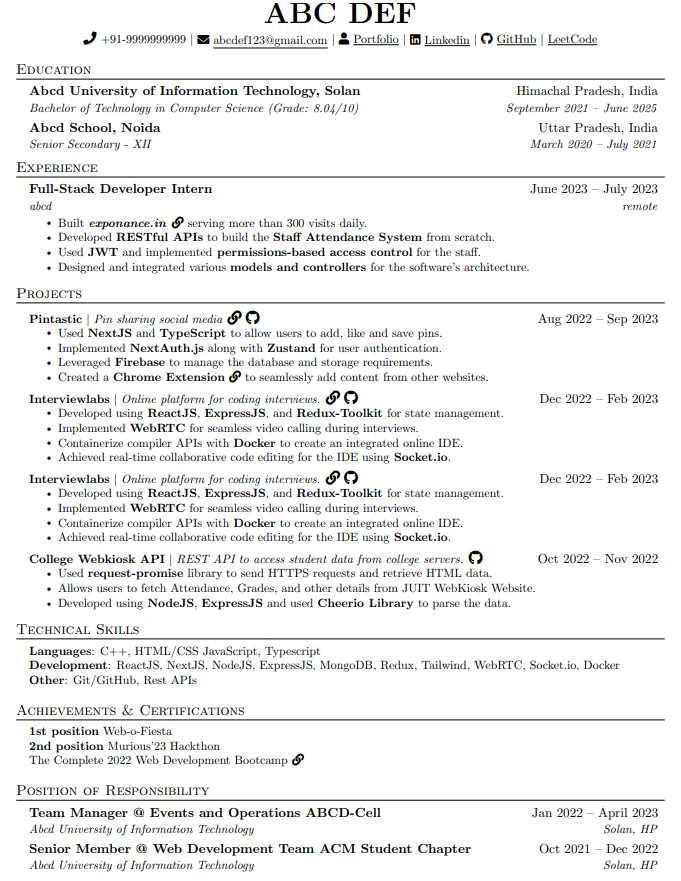 ABC DEF
+91-9999999999 | abcdef123@gmail.com | Portfolio | Linkedin | GitHub | LeetCode
Education
Abcd University of Information Technology, Solan Himachal Pradesh, India
Bachelor of Technology in Computer Science (Grade: 8.04/10) September 2021 – June 2025
Abcd School, Noida Uttar Pradesh, India
Senior Secondary - XII March 2020 – July 2021
Experience
Full-Stack Developer Intern June 2023 – July 2023
abcd remote
• Built exponance.in serving more than 300 visits daily.
• Developed RESTful APIs to build the Staff Attendance System from scratch.
• Used JWT and implemented permissions-based access control for the staff.
• Designed and integrated various models and controllers for the software's architecture.
Projects
Pintastic | Pin sharing social media Aug 2022 – Sep 2023
• Used NextJS and TypeScript to allow users to add, like and save pins.
• Implemented NextAuth.js along with Zustand for user authentication.
• Leveraged Firebase to manage the database and storage requirements.
• Created a Chrome Extension to seamlessly add content from other websites.
Interviewlabs | Online platform for coding interviews. Dec 2022 – Feb 2023
• Developed using ReactJS, ExpressJS, and Redux-Toolkit for state management.
• Implemented WebRTC for seamless video calling during interviews.
• Containerize compiler APIs with Docker to create an integrated online IDE.
• Achieved real-time collaborative code editing for the IDE using Socket.io.
Interviewlabs | Online platform for coding interviews. Dec 2022 – Feb 2023
• Developed using ReactJS, ExpressJS, and Redux-Toolkit for state management.
• Implemented WebRTC for seamless video calling during interviews.
• Containerize compiler APIs with Docker to create an integrated online IDE.
• Achieved real-time collaborative code editing for the IDE using Socket.io.
College Webkiosk API | REST API to access student data from college servers. Oct 2022 – Nov 2022
• Used request-promise library to send HTTPS requests and retrieve HTML data.
• Allows users to fetch Attendance, Grades, and other details from JUIT WebKiosk Website.
• Developed using NodeJS, ExpressJS and used Cheerio Library to parse the data.
Technical Skills
Languages: C++, HTML/CSS JavaScript, Typescript
Development: ReactJS, NextJS, NodeJS, ExpressJS, MongoDB, Redux, Tailwind, WebRTC, Socket.io, Docker
Other: Git/GitHub, Rest APIs
Achievements & Certifications
1st position Web-o-Fiesta
2nd position Murious'23 Hackthon
The Complete 2022 Web Development Bootcamp
Position of Responsibility
Team Manager @ Events and Operations ABCD-Cell Jan 2022 – April 2023
Abcd University of Information Technology Solan, HP
Senior Member @ Web Development Team ACM Student Chapter Oct 2021 – Dec 2022
Abcd University of Information Technology Solan, HP